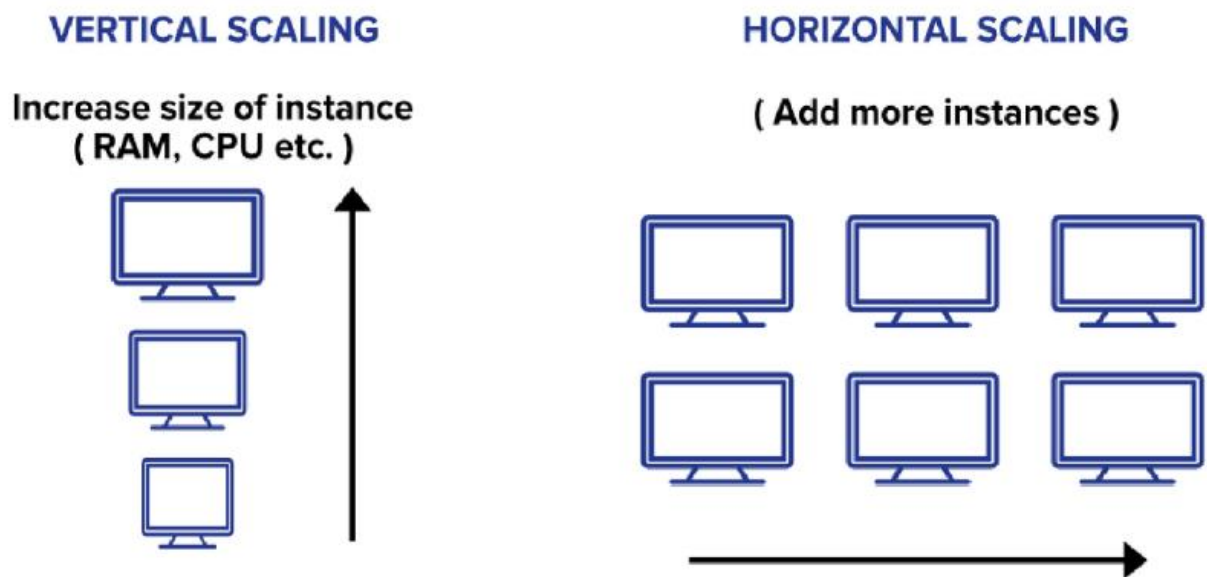 VERTICAL SCALING
Increase size of instance
( RAM, CPU etc. )
HORIZONTAL SCALING
( Add more instances )